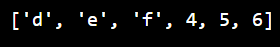 ['d', 'e', 'f', 4, 5, 6]